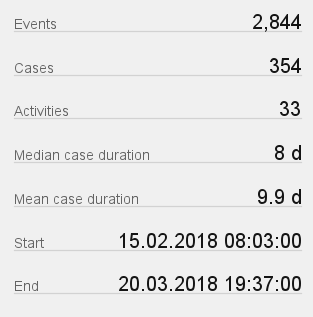 Events 2,844
Cases 354
Activities 33
Median case duration 8 d
Mean case duration 9.9 d
Start 15.02.2018 08:03:00
End 20.03.2018 19:37:00